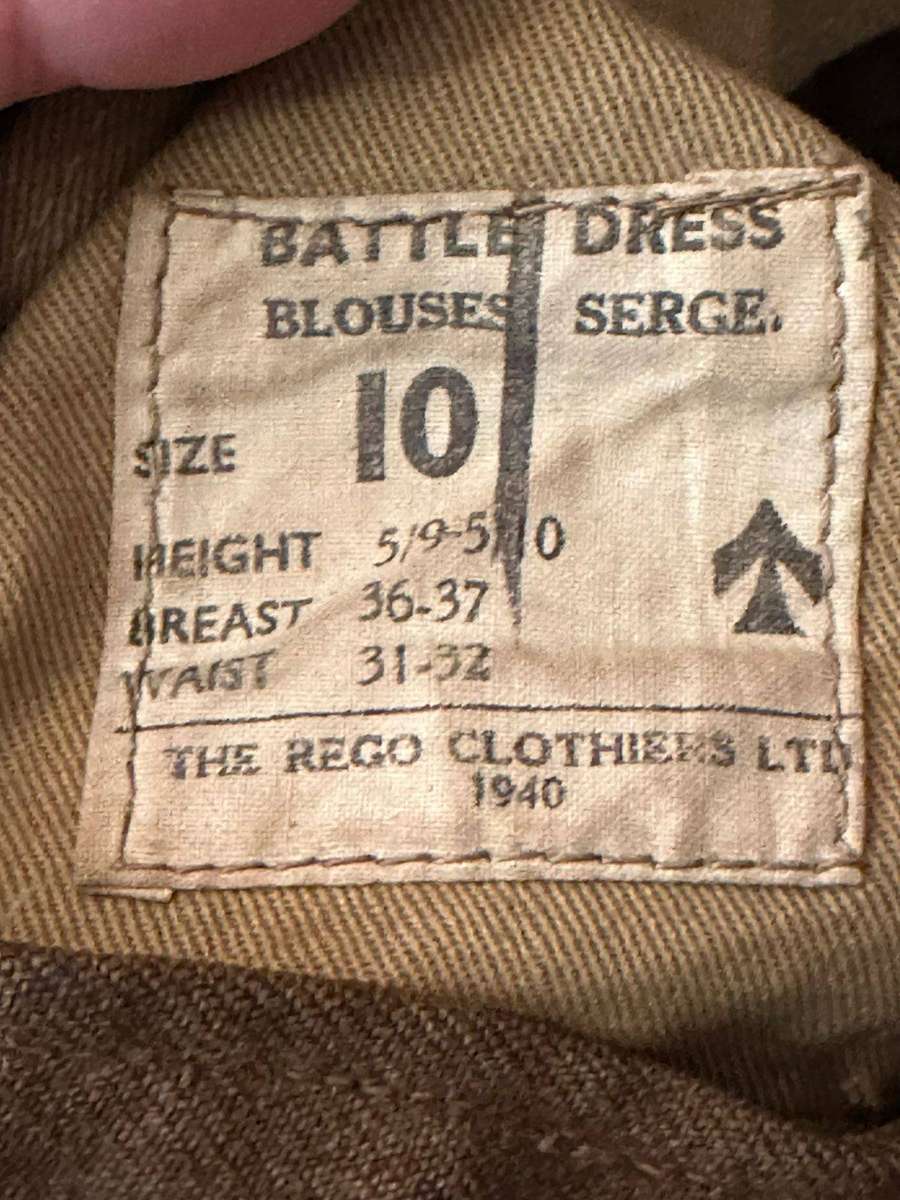 BATTLE DRESS
BLOUSES SERGE.
SIZE 10
HEIGHT 5/9-5/10
BREAST 36-37
WAIST 31-32
THE REGO CLOTHIERS LTD
1940